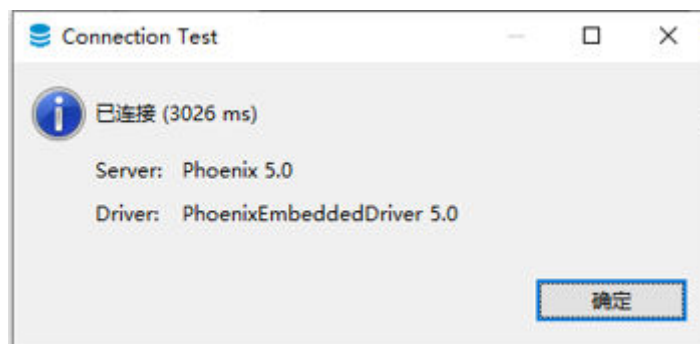 Connection Test
已连接 (3026 ms)
Server: Phoenix 5.0
Driver: PhoenixEmbeddedDriver 5.0
确定